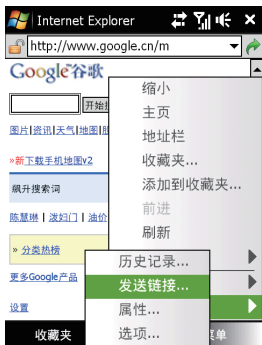 Internet Explorer
http://www.google.cn/m
Google谷歌
开始
图片|资讯|天气|地图|
»新下载手机地图v2
飙升搜索词
陈慧琳 | 泼妇门 | 油价
» 分类热榜
更多Google产品
设置
缩小
主页
地址栏
收藏夹...
添加到收藏夹...
前进
刷新
历史记录...
发送链接...
属性...
选项...
收藏夹
菜单